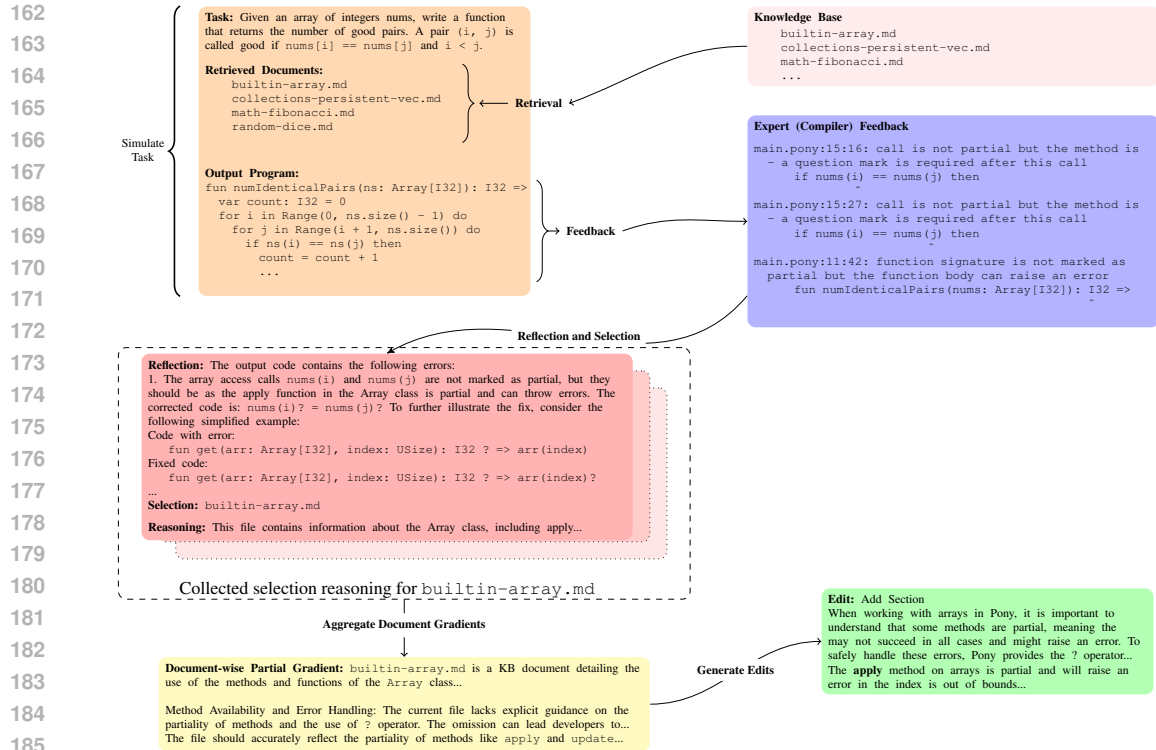 162
163
164
165
166
167
168
169
170
171
172
173
174
175
176
177
178
179
180
181
182
183
184
185
Simulate
Task
Task: Given an array of integers nums, write a function
that returns the number of good pairs. A pair (i, j) is
called good if nums[i] == nums[j] and i < j.
Retrieved Documents:
builtin-array.md
collections-persistent-vec.md
math-fibonacci.md
random-dice.md
Output Program:
fun numIdenticalPairs(ns: Array[I32]): I32 =>
var count: I32 = 0
for i in Range(0, ns.size() - 1) do
for j in Range(i + 1, ns.size()) do
if ns(i) == ns(j) then
count = count + 1
...
Retrieval
Feedback
Knowledge Base
builtin-array.md
collections-persistent-vec.md
math-fibonacci.md
...
Expert (Compiler) Feedback
main.pony:15:16: call is not partial but the method is
- a question mark is required after this call
if nums(i) == nums(j) then
^
main.pony:15:27: call is not partial but the method is
- a question mark is required after this call
if nums(i) == nums(j) then
^
main.pony:11:42: function signature is not marked as
partial but the function body can raise an error
fun numIdenticalPairs(nums: Array[I32]): I32 =>
^
Reflection and Selection
Reflection: The output code contains the following errors:
1. The array access calls nums(i) and nums(j) are not marked as partial, but they
should be as the apply function in the Array class is partial and can throw errors. The
corrected code is: nums(i)? = nums(j)? To further illustrate the fix, consider the
following simplified example:
Code with error:
fun get(arr: Array[I32], index: USize): I32 ? => arr(index)
Fixed code:
fun get(arr: Array[I32], index: USize): I32 ? => arr(index)?
...
Selection: builtin-array.md
Reasoning: This file contains information about the Array class, including apply...
Collected selection reasoning for builtin-array.md
Aggregate Document Gradients
Document-wise Partial Gradient: builtin-array.md is a KB document detailing the
use of the methods and functions of the Array class...
Method Availability and Error Handling: The current file lacks explicit guidance on the
partiality of methods and the use of ? operator. The omission can lead developers to...
The file should accurately reflect the partiality of methods like apply and update...
Generate Edits
Edit: Add Section
When working with arrays in Pony, it is important to
understand that some methods are partial, meaning the
may not succeed in all cases and might raise an error. To
safely handle these errors, Pony provides the ? operator...
The apply method on arrays is partial and will raise an
error in the index is out of bounds...